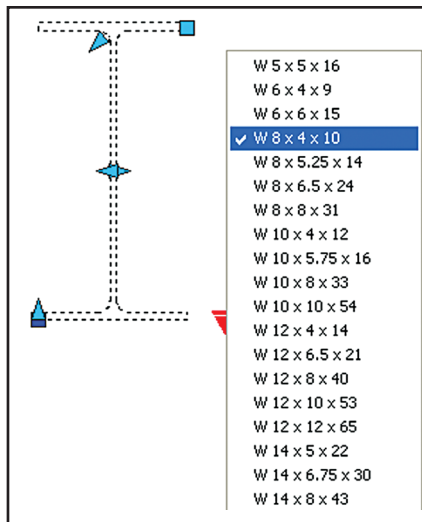 W 5 x 5 x 16
W 6 x 4 x 9
W 6 x 6 x 15
W 8 x 4 x 10
W 8 x 5.25 x 14
W 8 x 6.5 x 24
W 8 x 8 x 31
W 10 x 4 x 12
W 10 x 5.75 x 16
W 10 x 8 x 33
W 10 x 10 x 54
W 12 x 4 x 14
W 12 x 6.5 x 21
W 12 x 8 x 40
W 12 x 10 x 53
W 12 x 12 x 65
W 14 x 5 x 22
W 14 x 6.75 x 30
W 14 x 8 x 43